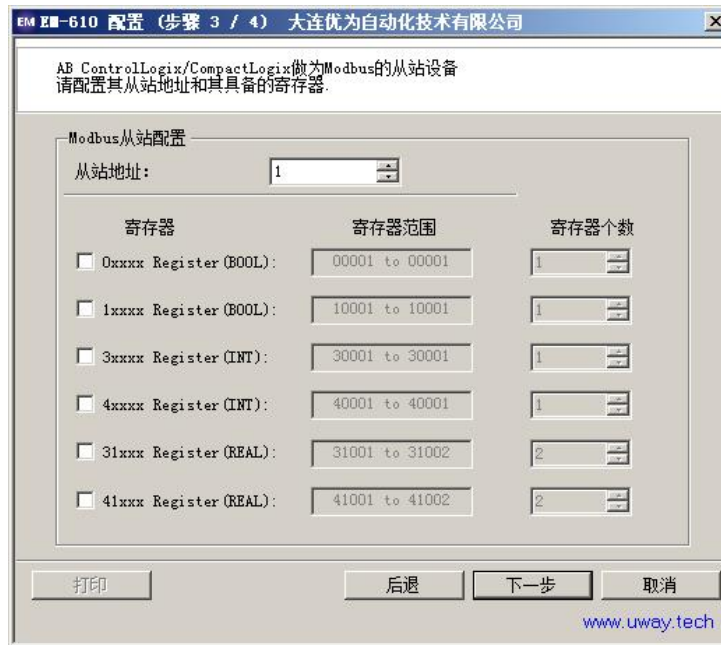 EM EM-610 配置 (步骤 3 / 4) 大连优为自动化技术有限公司
AB ControlLogix/CompactLogix做为Modbus的从站设备
请配置其从站地址和其具备的寄存器.
Modbus从站配置
从站地址: 1
寄存器 寄存器范围 寄存器个数
0xxxx Register(BOOL): 00001 to 00001 1
1xxxx Register(BOOL): 10001 to 10001 1
3xxxx Register(INT): 30001 to 30001 1
4xxxx Register(INT): 40001 to 40001 1
31xxx Register(REAL): 31001 to 31002 2
41xxx Register(REAL): 41001 to 41002 2
打印 后退 下一步 取消
www.uway.tech